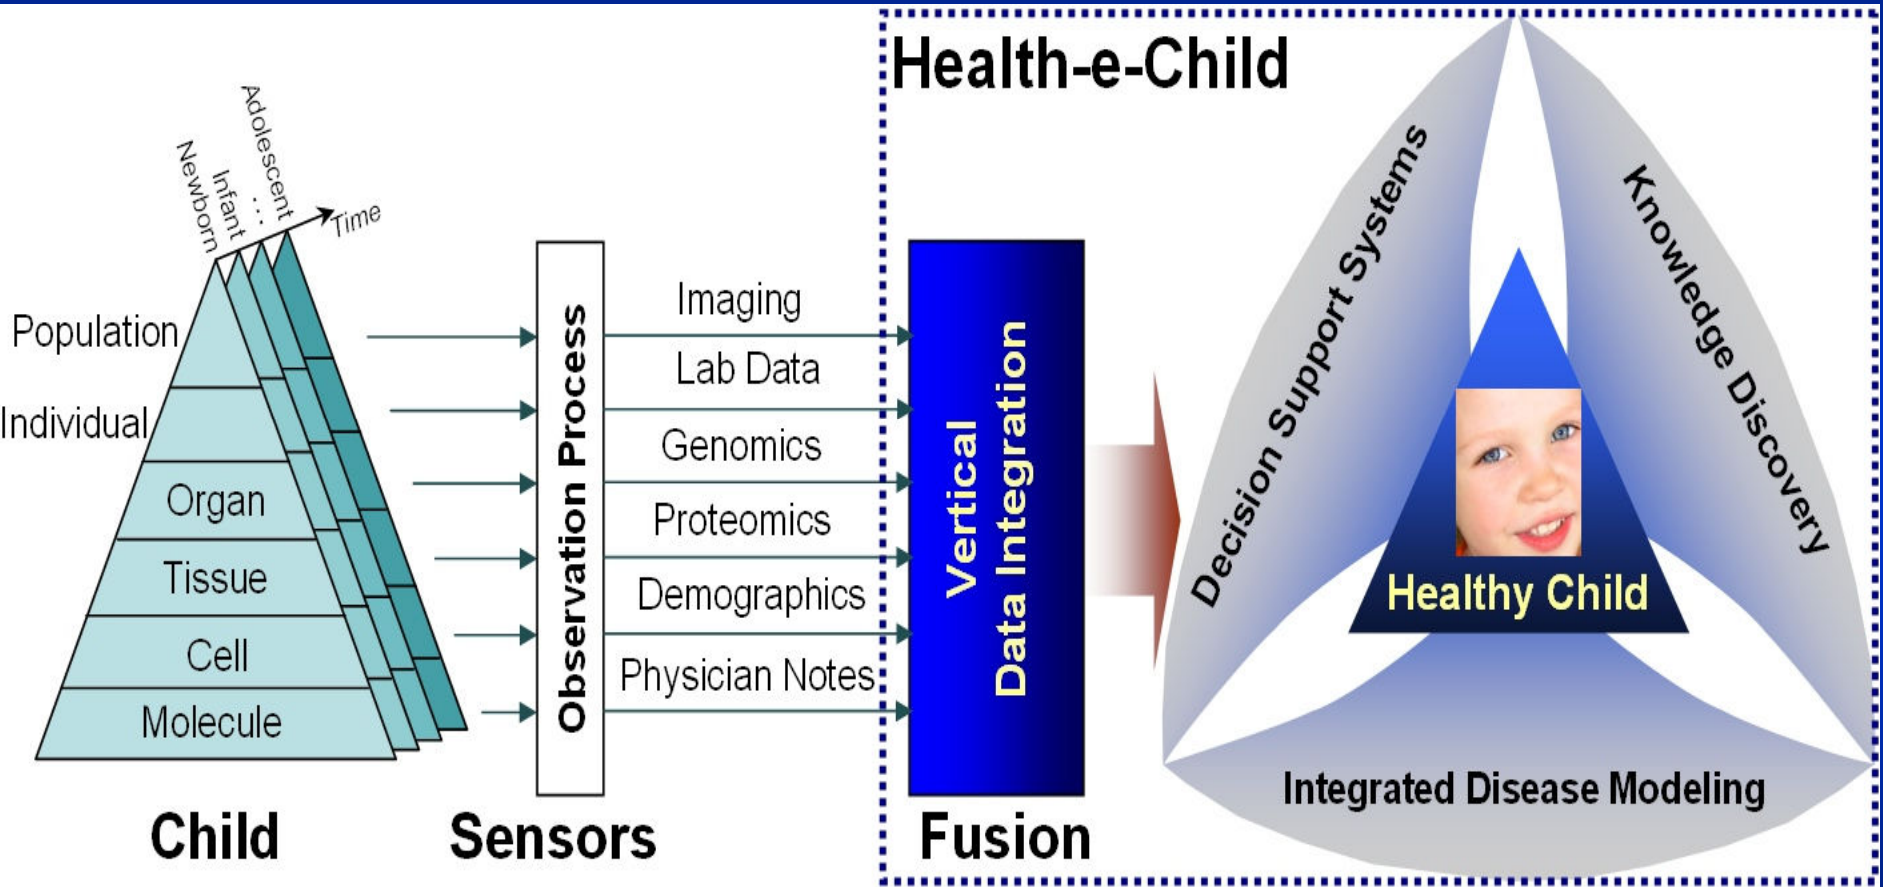 Health-e-Child
Newborn
Infant
...
Adolescent
Time
Population
Individual
Organ
Tissue
Cell
Molecule
Child
Observation Process
Sensors
Imaging
Lab Data
Genomics
Proteomics
Demographics
Physician Notes
Vertical
Data Integration
Fusion
Decision Support Systems
Knowledge Discovery
Healthy Child
Integrated Disease Modeling